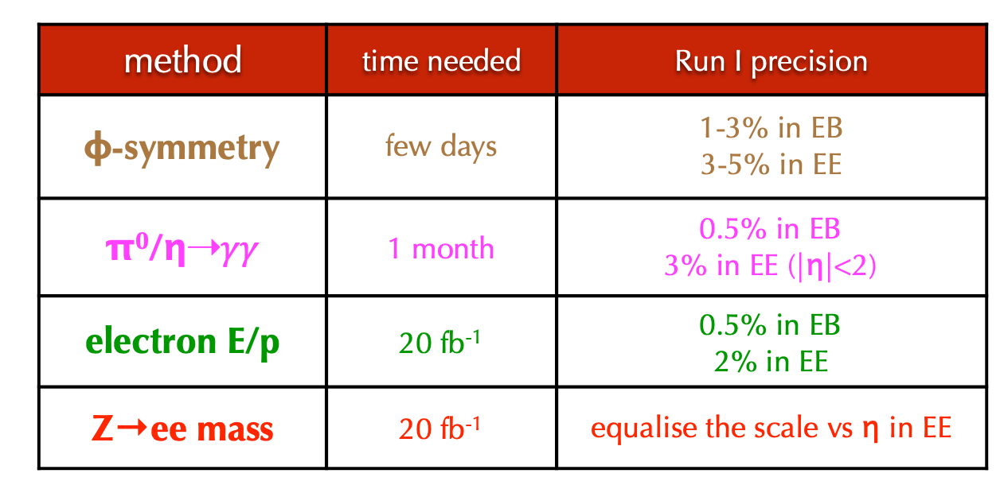 method
time needed
Run I precision
ϕ-symmetry
few days
1-3% in EB
3-5% in EE
π⁰/η→γγ
1 month
0.5% in EB
3% in EE (|η|<2)
electron E/p
20 fb⁻¹
0.5% in EB
2% in EE
Z→ee mass
20 fb⁻¹
equalise the scale vs η in EE